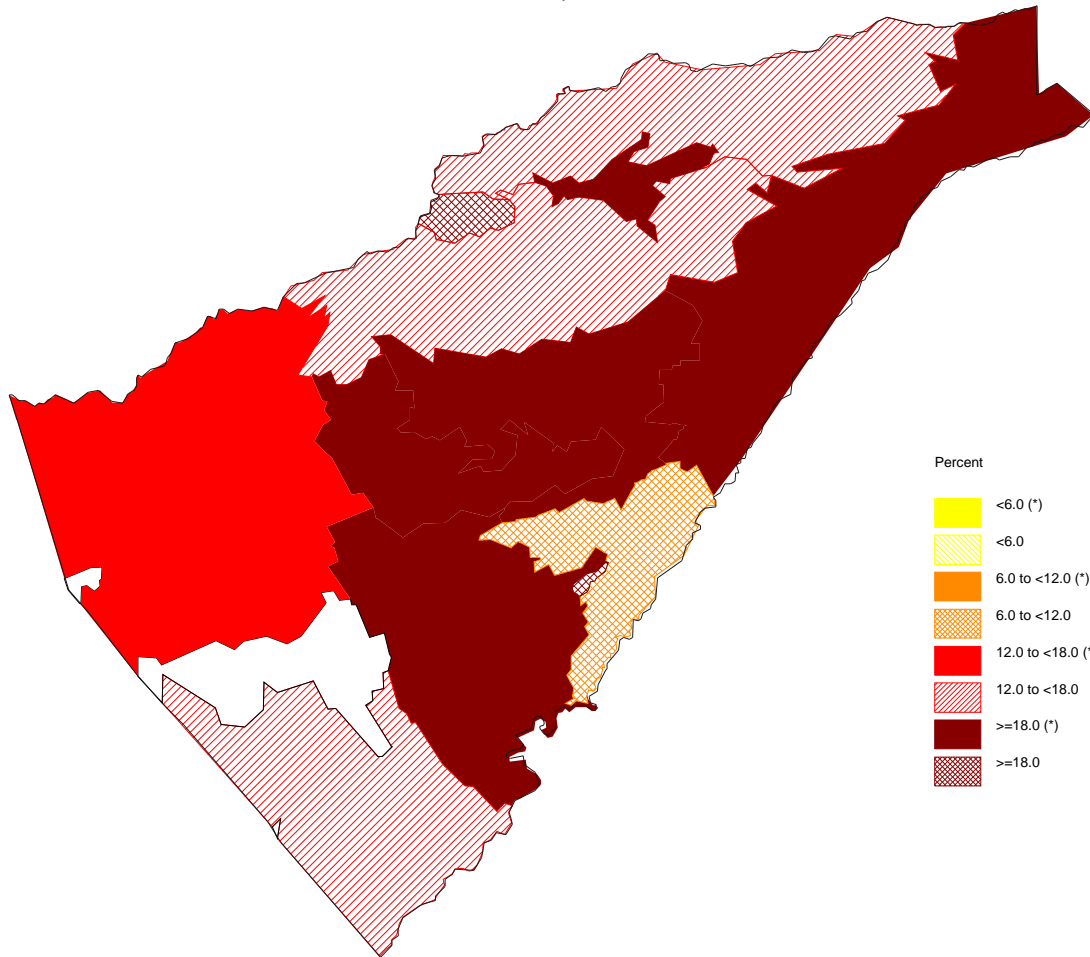 Percent
<6.0 (*)
<6.0
6.0 to <12.0 (*)
6.0 to <12.0
12.0 to <18.0 (*
12.0 to <18.0
>=18.0 (*)
>=18.0